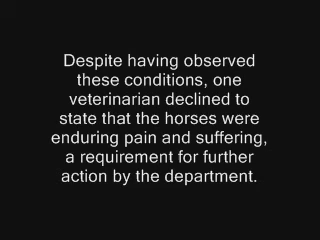 Despite having observed
these conditions, one
veterinarian declined to
state that the horses were
enduring pain and suffering,
a requirement for further
action by the department.